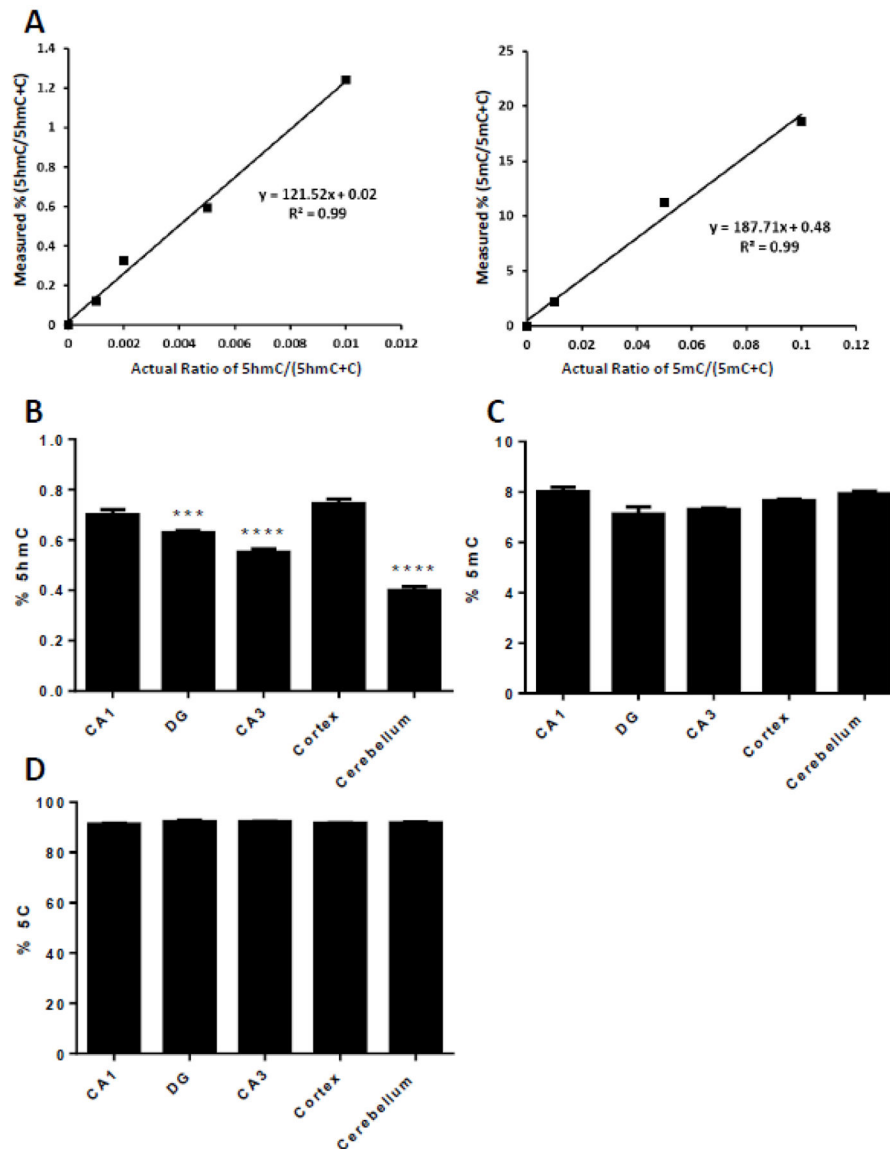 A
1.4
1.2
1
0.8
0.6
0.4
0.2
0
0
0.002
0.004
0.006
0.008
0.01
0.012
Measured % (5hmC/5hmC+C)
Actual Ratio of 5hmC/(5hmC+C)
y = 121.52x + 0.02
R² = 0.99
25
20
15
10
5
0
0
0.02
0.04
0.06
0.08
0.1
0.12
Measured % (5mC/5mC+C)
Actual Ratio of 5mC/(5mC+C)
y = 187.71x + 0.48
R² = 0.99
B
1.0
0.8
0.6
0.4
0.2
0.0
% 5hmC
***
****
****
CA1
DG
CA3
Cortex
Cerebellum
C
10
8
6
4
2
0
% 5mC
CA1
DG
CA3
Cortex
Cerebellum
D
100
80
60
40
20
0
% 5C
CA1
DG
CA3
Cortex
Cerebellum